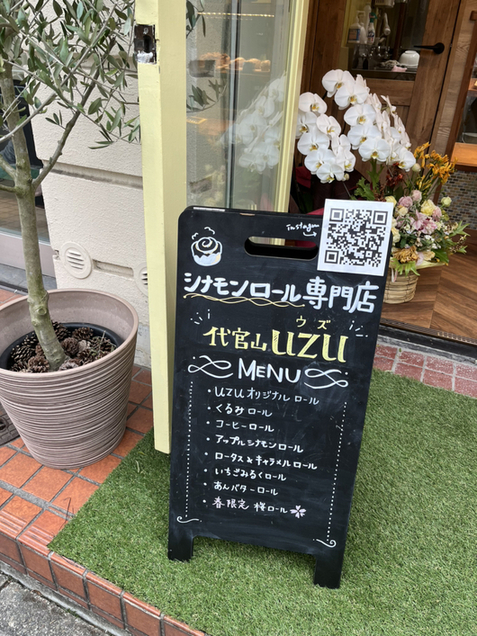 instagram
シナモンロール専門店
ウズ
代官山UZU
MENU
・UZUオリジナルロール
・くるみロール
・コーヒーロール
・アップルシナモンロール
・ロータス&キャラメルロール
・いちごみるくロール
・あんバターロール
・春限定 桜ロール